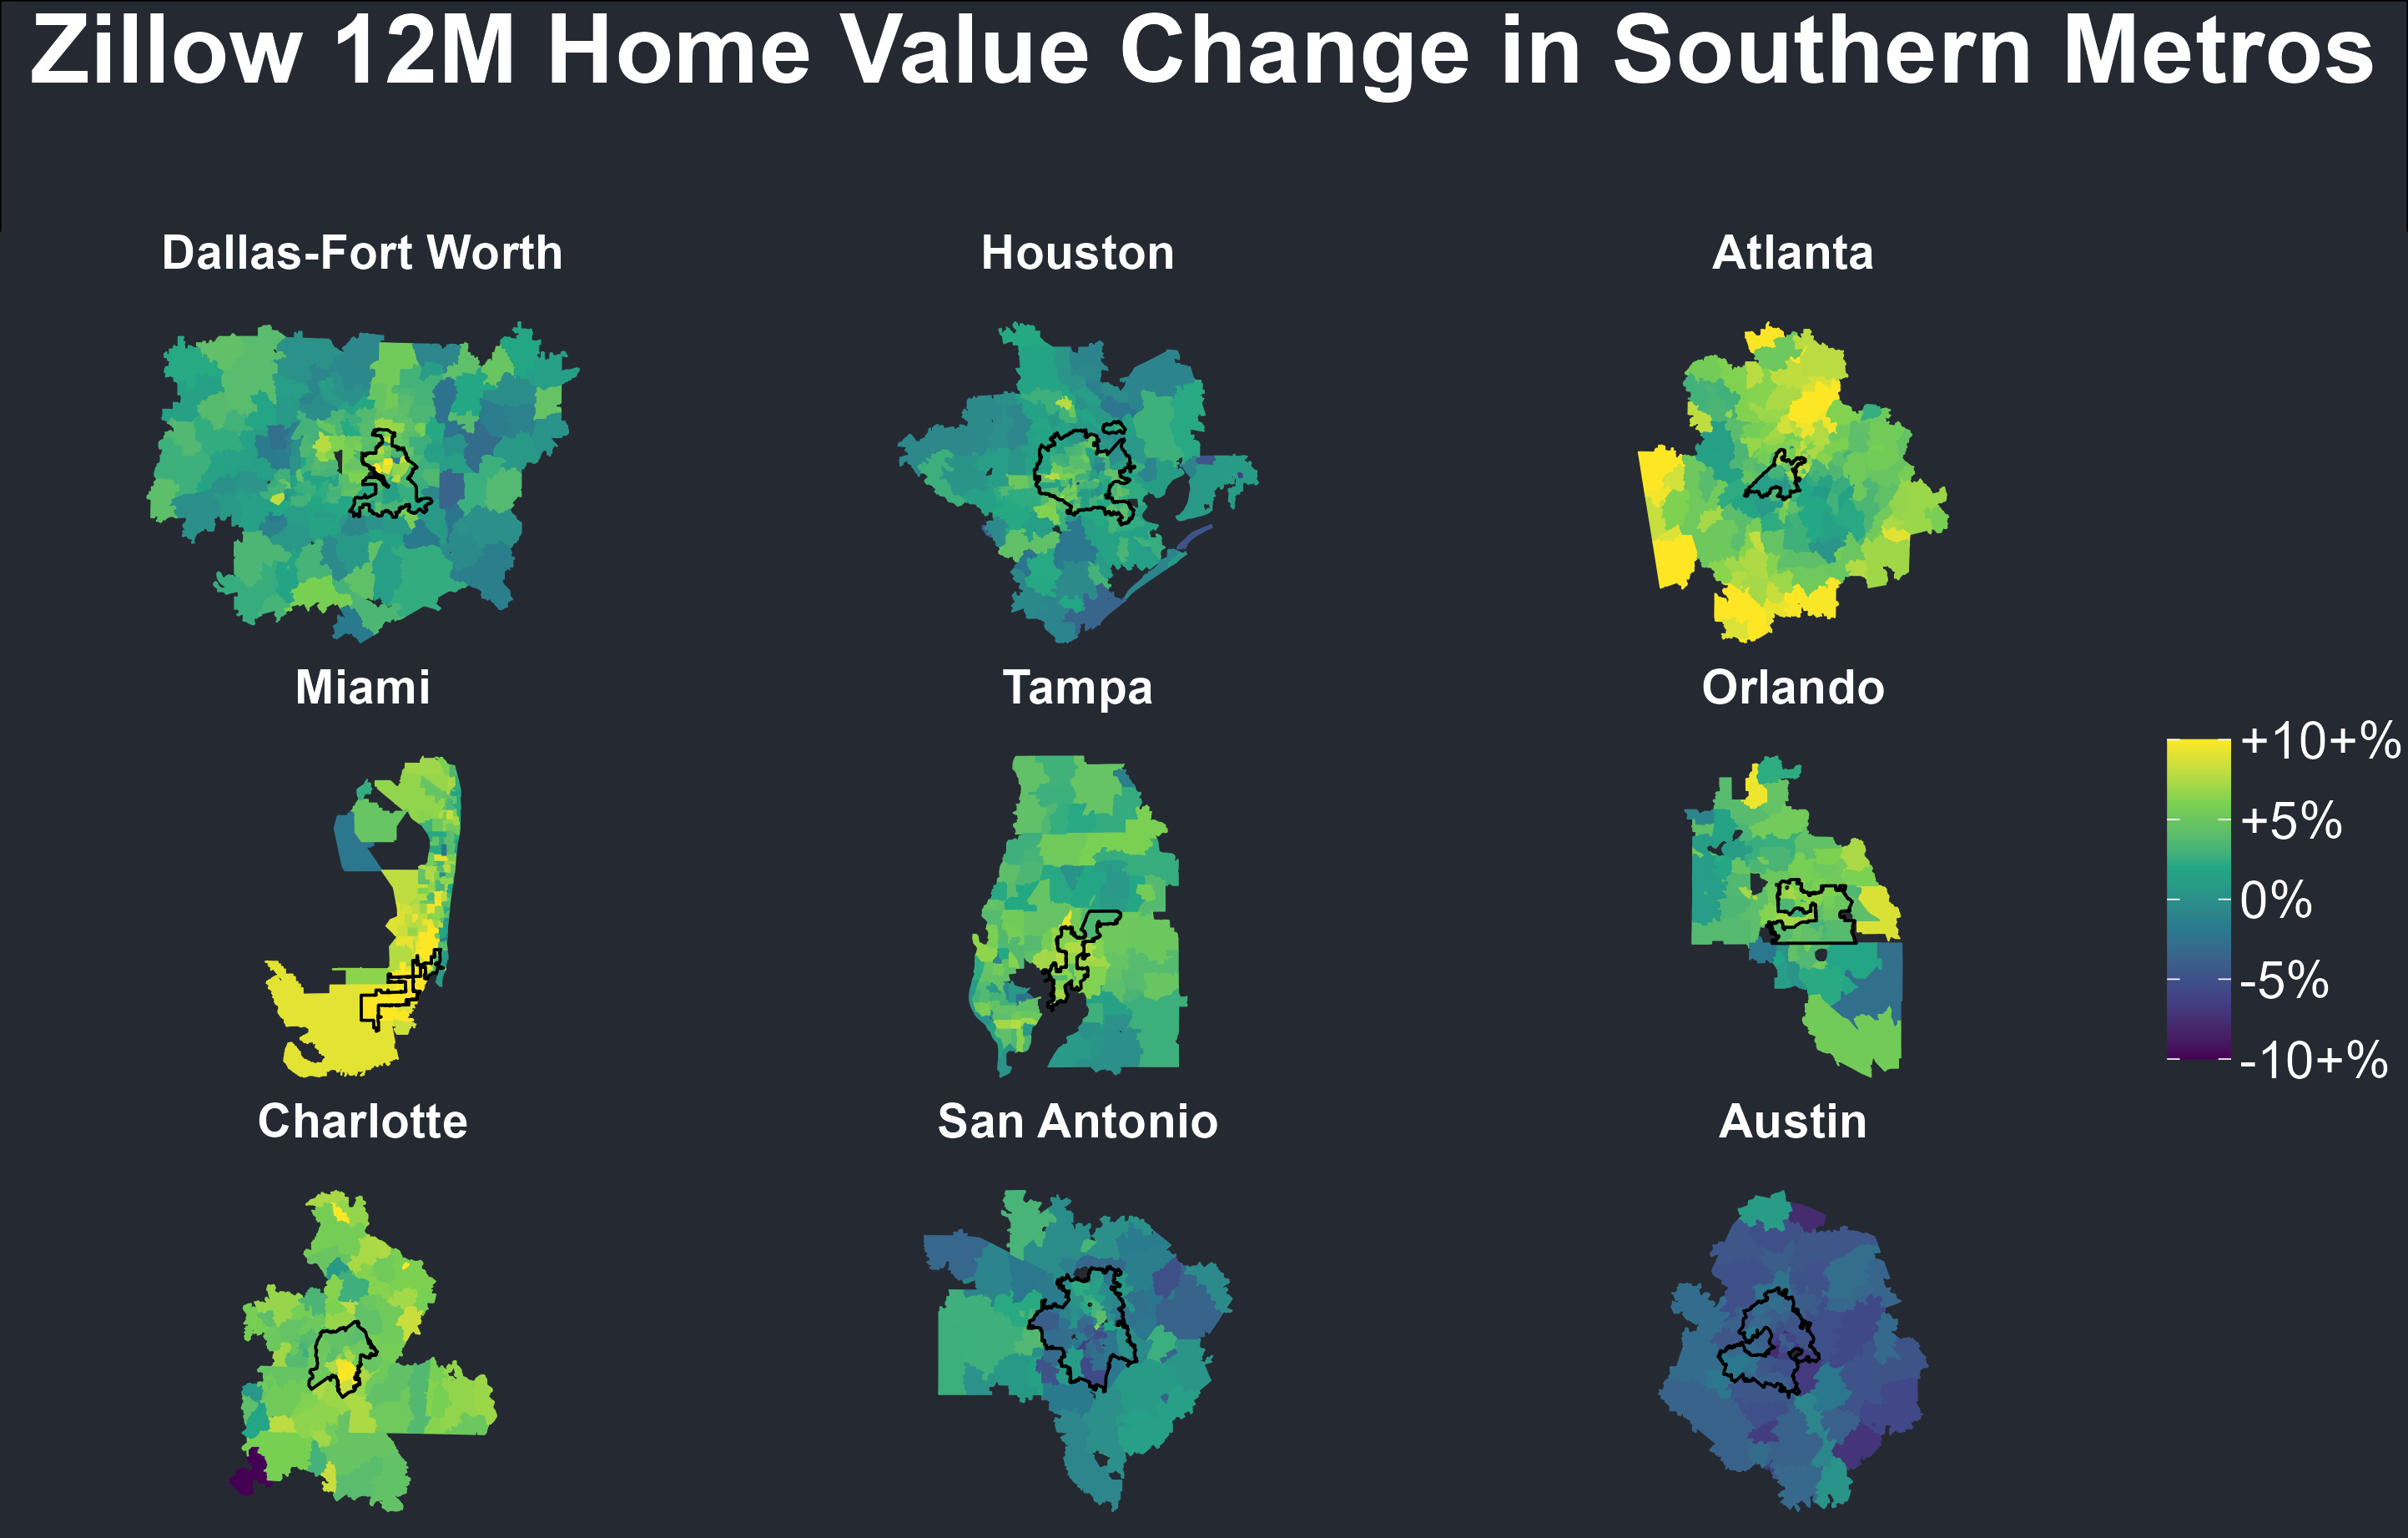 Zillow 12M Home Value Change in Southern Metros
Dallas-Fort Worth
Houston
Atlanta
Miami
Tampa
Orlando
+10+%
+5%
0%
-5%
-10+%
Charlotte
San Antonio
Austin